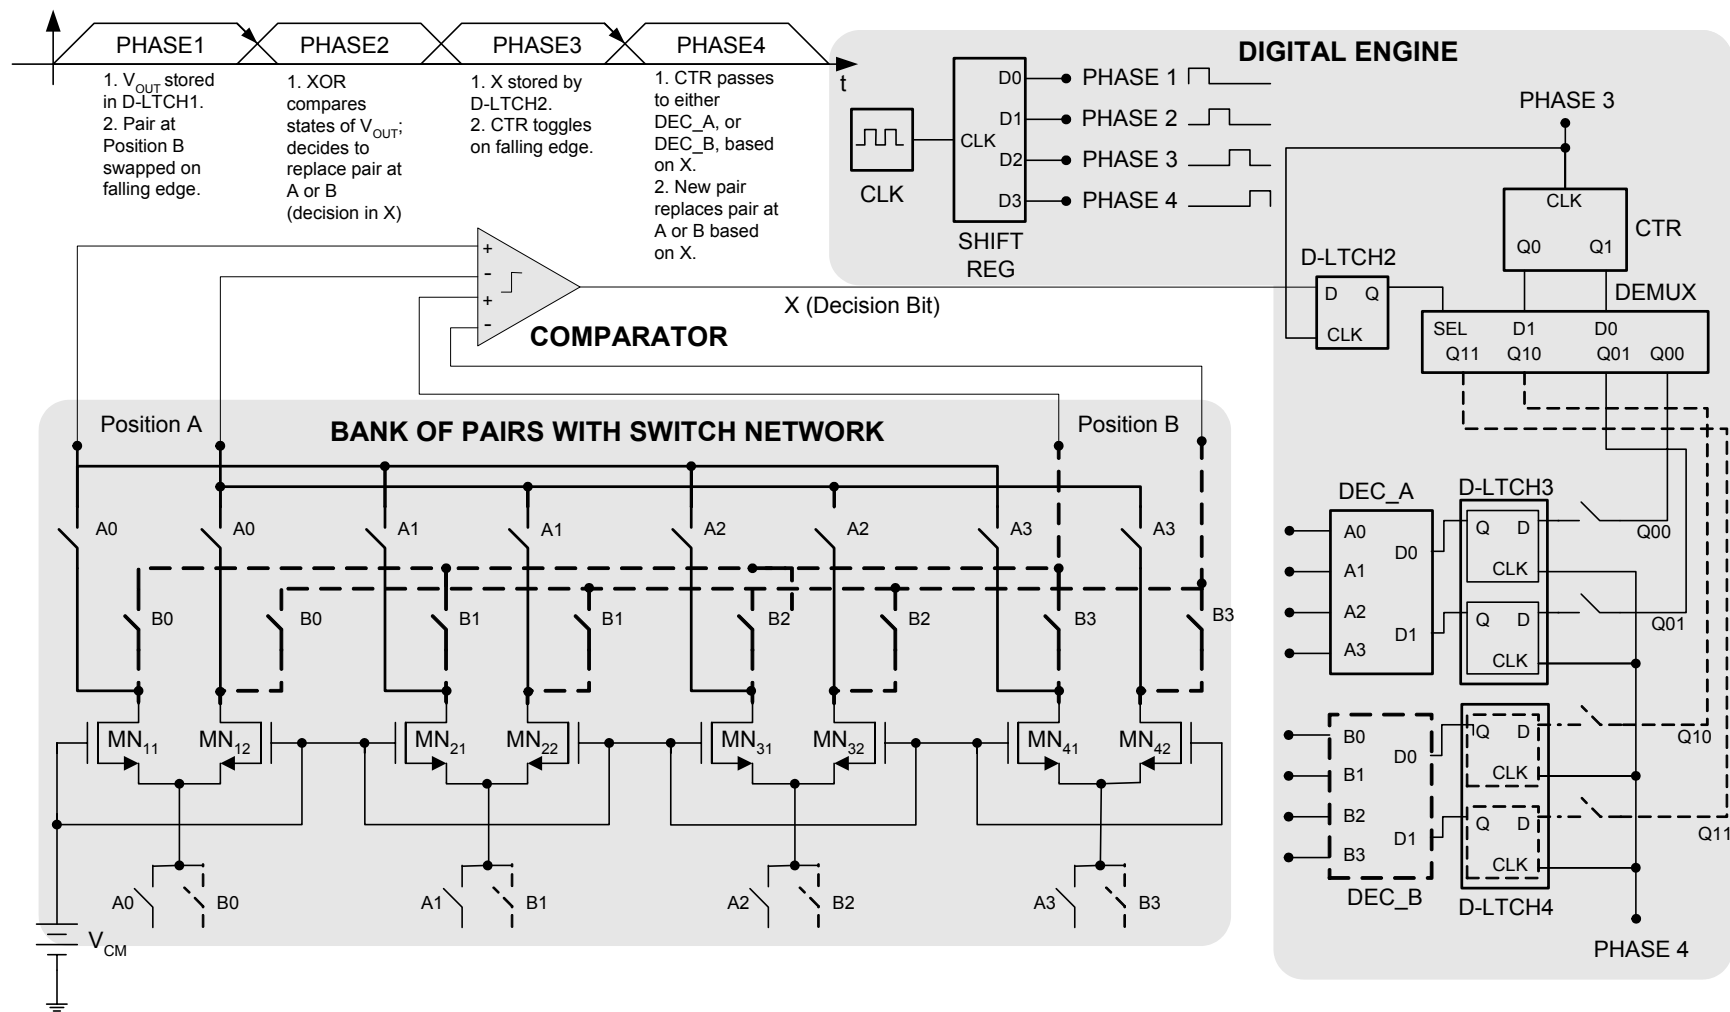 PHASE1
PHASE2
PHASE3
PHASE4
t
1. VOUT stored
in D-LTCH1.
2. Pair at
Position B
swapped on
falling edge.
1. XOR
compares
states of VOUT;
decides to
replace pair at
A or B
(decision in X)
1. X stored by
D-LTCH2.
2. CTR toggles
on falling edge.
1. CTR passes
to either
DEC_A, or
DEC_B, based
on X.
2. New pair
replaces pair at
A or B based
on X.
DIGITAL ENGINE
CLK
CLK
D0
D1
D2
D3
SHIFT
REG
PHASE 1
PHASE 2
PHASE 3
PHASE 4
PHASE 3
CLK
Q0
Q1
CTR
D-LTCH2
D
Q
CLK
DEMUX
SEL
D1
D0
Q11
Q10
Q01
Q00
+
-
+
-
COMPARATOR
X (Decision Bit)
Position A
BANK OF PAIRS WITH SWITCH NETWORK
Position B
A0
A0
A1
A1
A2
A2
A3
A3
B0
B0
B1
B1
B2
B2
B3
B3
MN11
MN12
MN21
MN22
MN31
MN32
MN41
MN42
A0
B0
A1
B1
A2
B2
A3
B3
VCM
DEC_A
A0
A1
A2
A3
D0
D1
D-LTCH3
Q
D
CLK
Q
D
CLK
Q00
Q01
B0
B1
B2
B3
D0
D1
DEC_B
Q
D
CLK
Q
D
CLK
D-LTCH4
Q10
Q11
PHASE 4